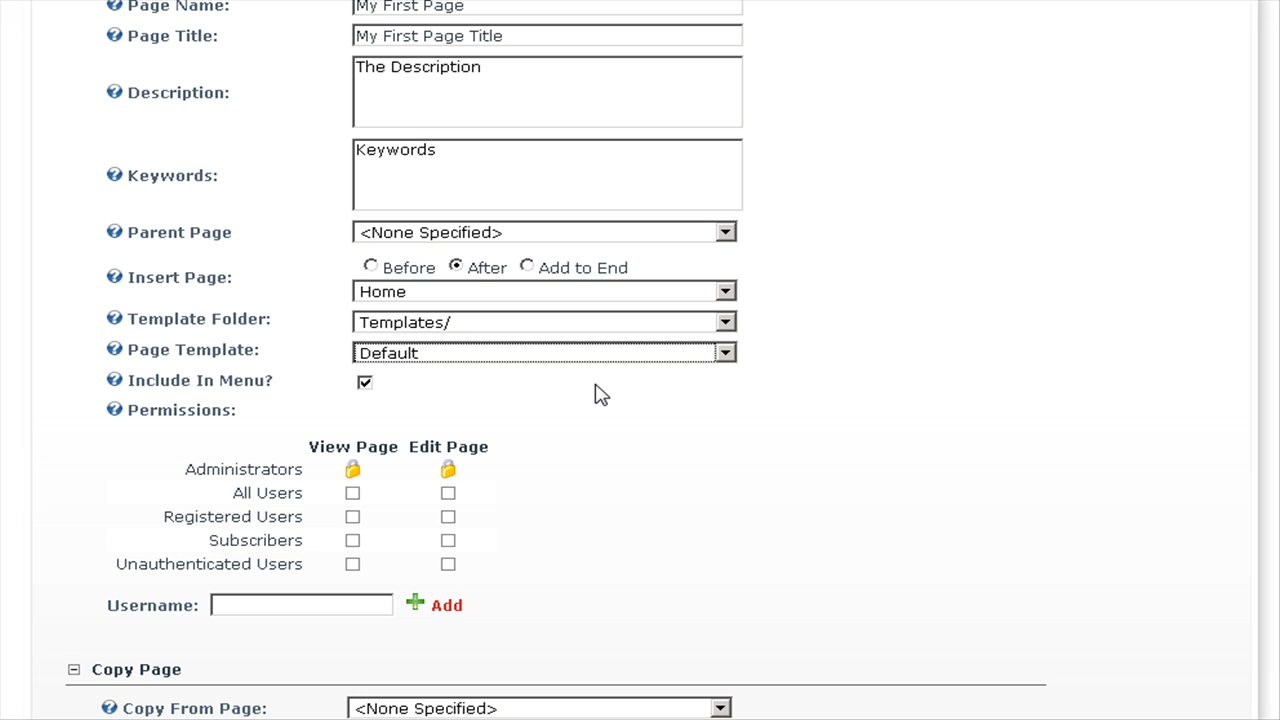 Page Name: My First Page
Page Title: My First Page Title
Description: The Description
Keywords: Keywords
Parent Page <None Specified>
Insert Page: Before After Add to End
Home
Template Folder: Templates/
Page Template: Default
Include In Menu?
Permissions:
View Page Edit Page
Administrators
All Users
Registered Users
Subscribers
Unauthenticated Users
Username: Add
Copy Page
Copy From Page: <None Specified>